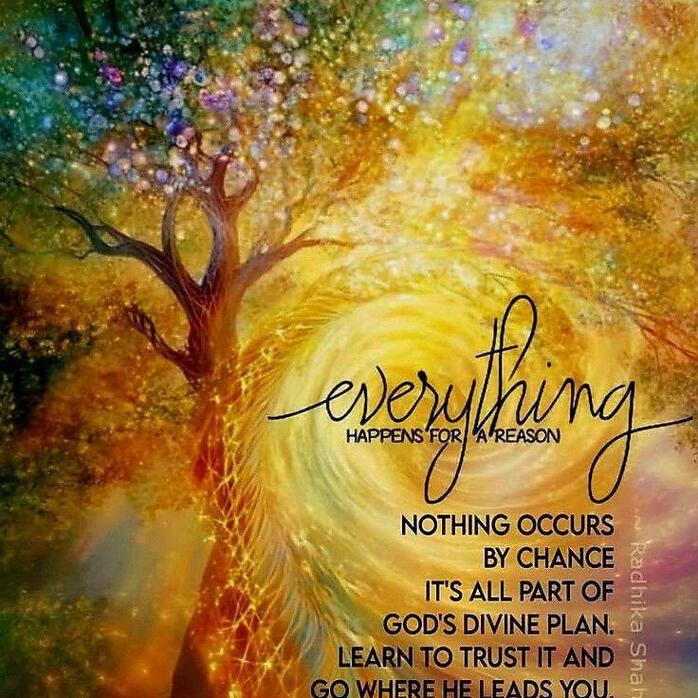 everything
HAPPENS FOR A REASON
NOTHING OCCURS
BY CHANCE
IT'S ALL PART OF
GOD'S DIVINE PLAN.
LEARN TO TRUST IT AND
GO WHERE HE LEADS YOU.
~ Radhika Shah